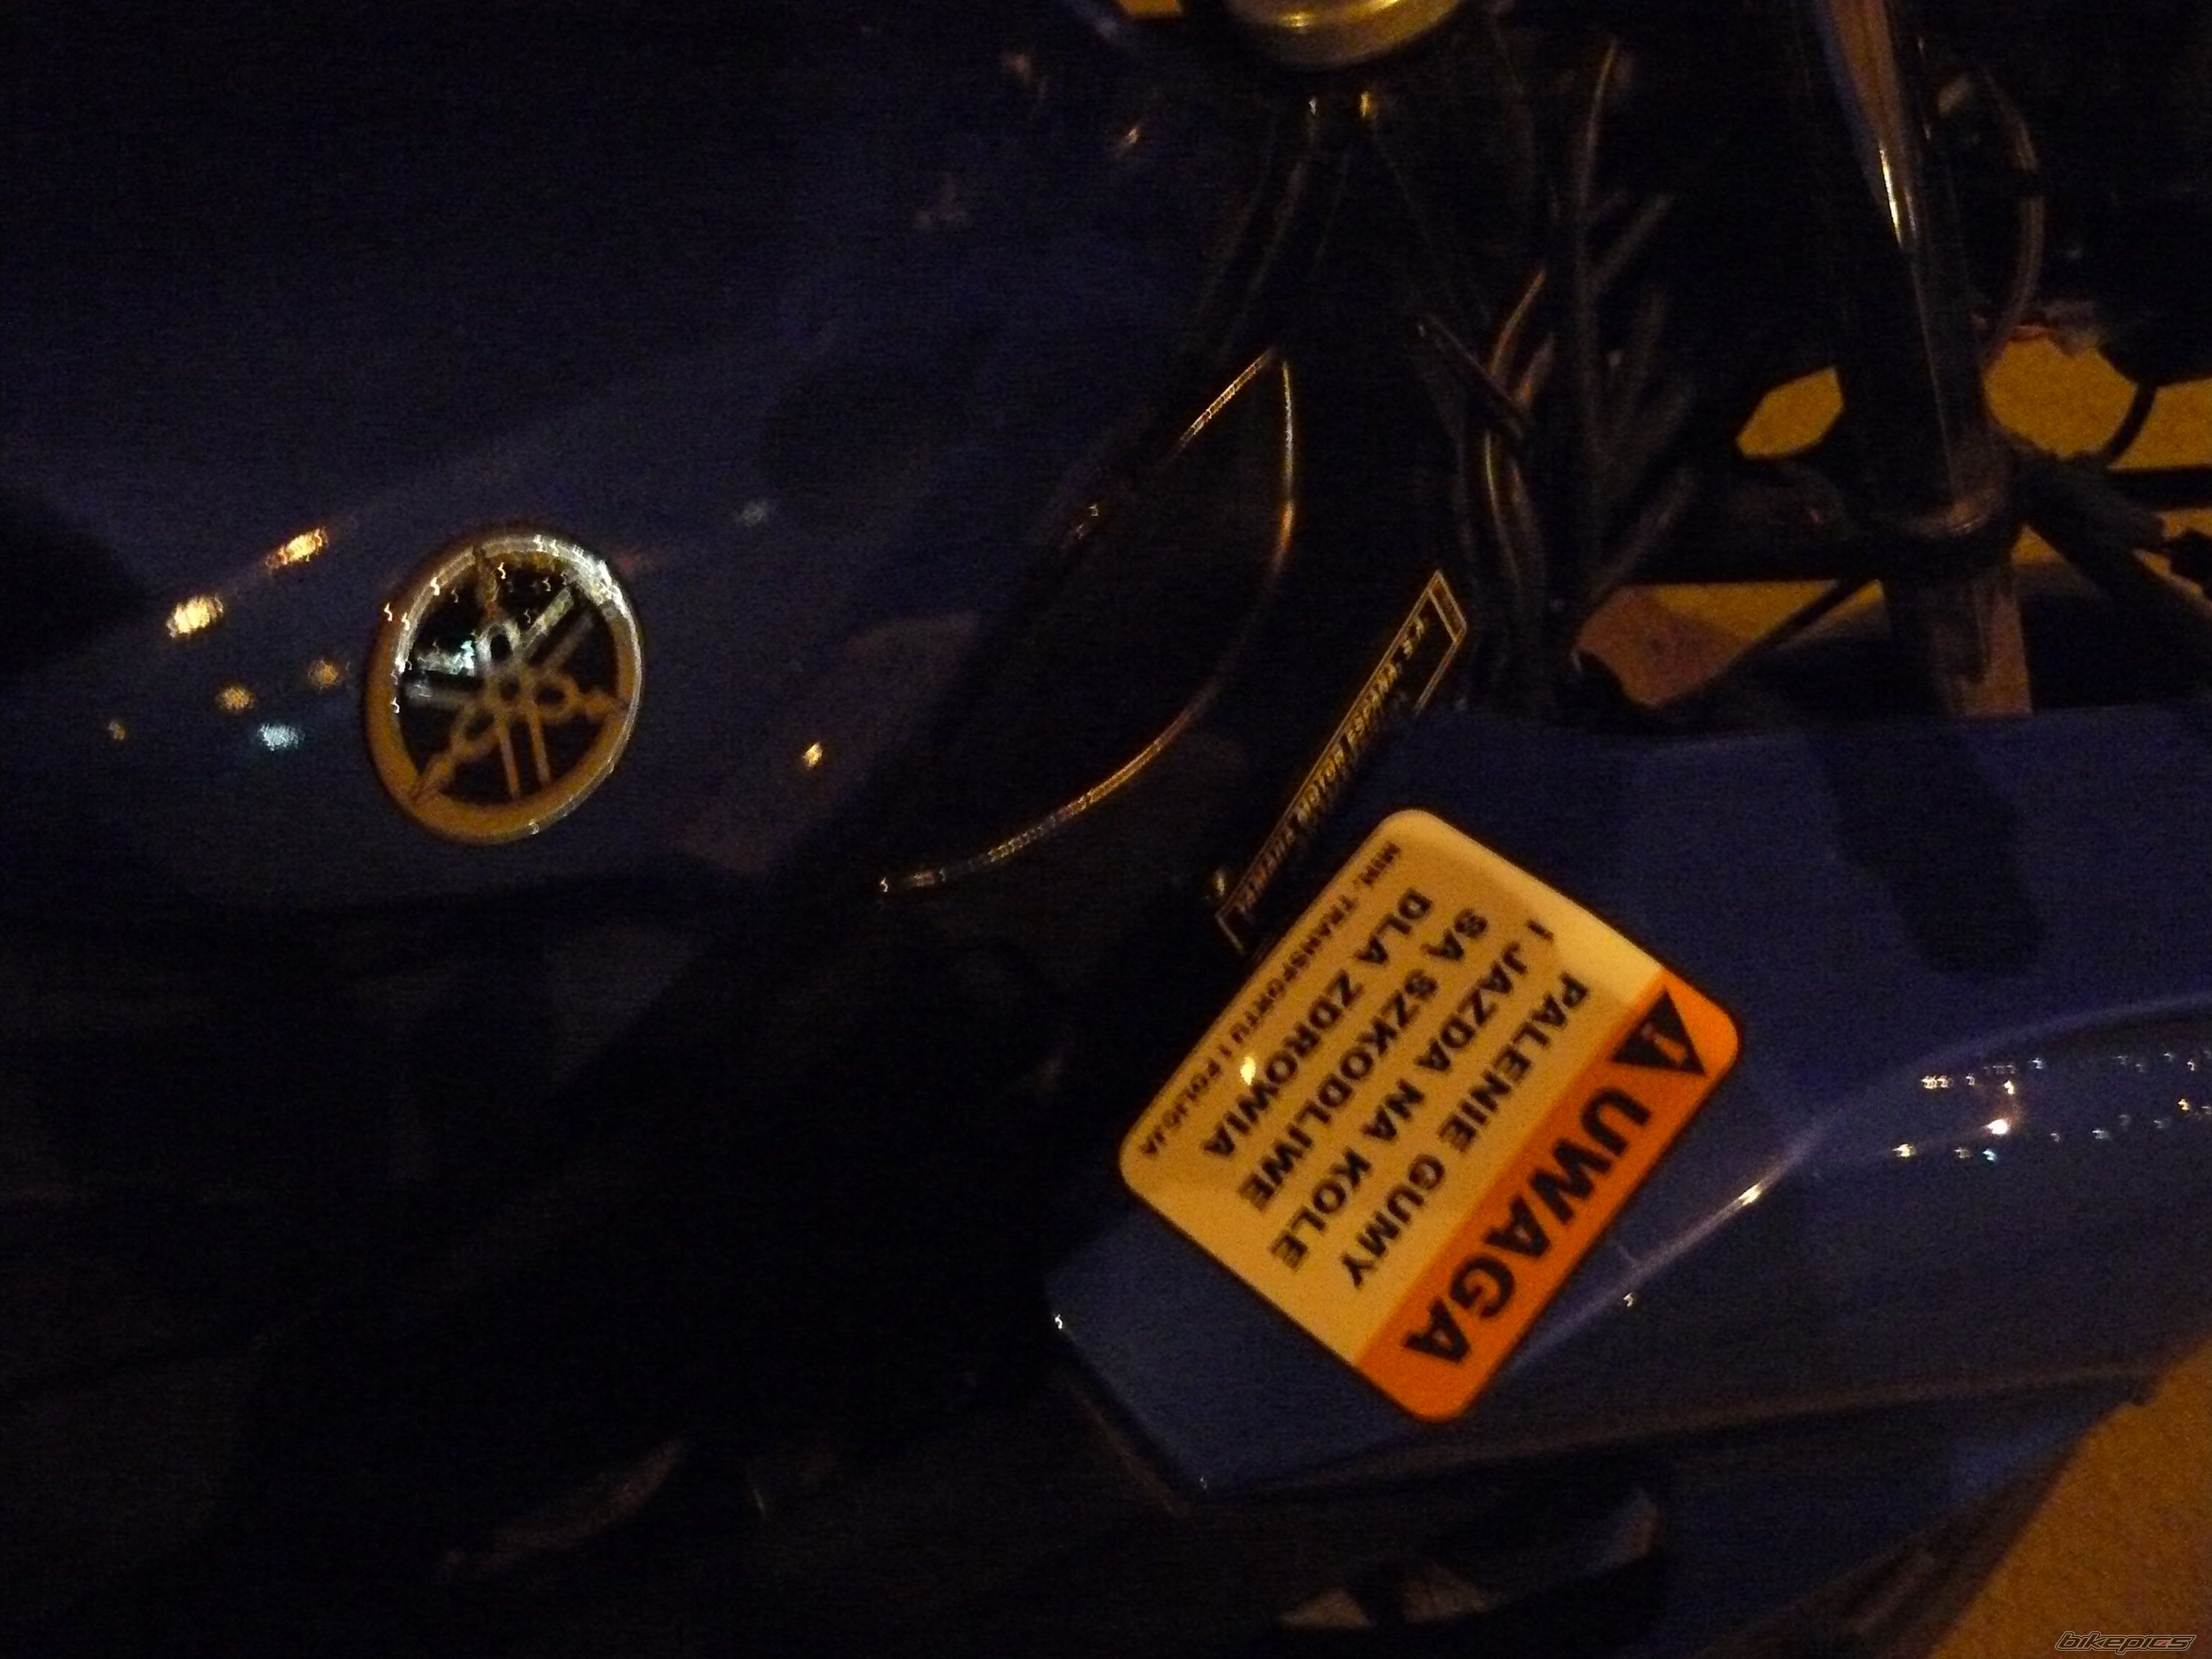 UWAGA
PALENIE GUMY
I JAZDA NA KOLE
SĄ SZKODLIWE
DLA ZDROWIA
MIN. TRANSPORTU I POLICJA
bikepics